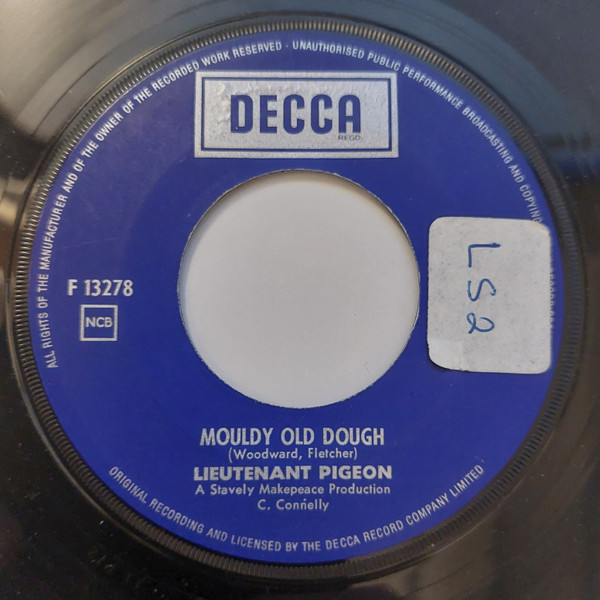 ALL RIGHTS OF THE MANUFACTURER AND OF THE OWNER OF THE RECORDED WORK RESERVED · UNAUTHORISED PUBLIC PERFORMANCE BROADCASTING AND COPYING
DECCA
REGD.
F 13278
NCB
LS2
MOULDY OLD DOUGH
(Woodward, Fletcher)
LIEUTENANT PIGEON
A Stavely Makepeace Production
C. Connelly
ORIGINAL RECORDING AND LICENSED BY THE DECCA RECORD COMPANY LIMITED